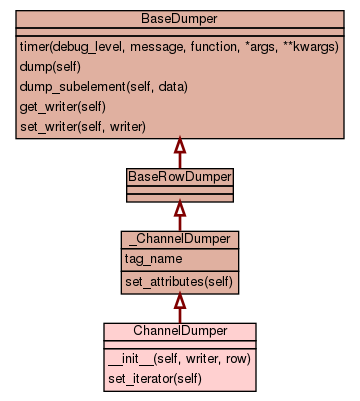 BaseDumper
timer(debug_level, message, function, *args, **kwargs)
dump(self)
dump_subelement(self, data)
get_writer(self)
set_writer(self, writer)
BaseRowDumper
_ChannelDumper
tag_name
set_attributes(self)
ChannelDumper
__init__(self, writer, row)
set_iterator(self)